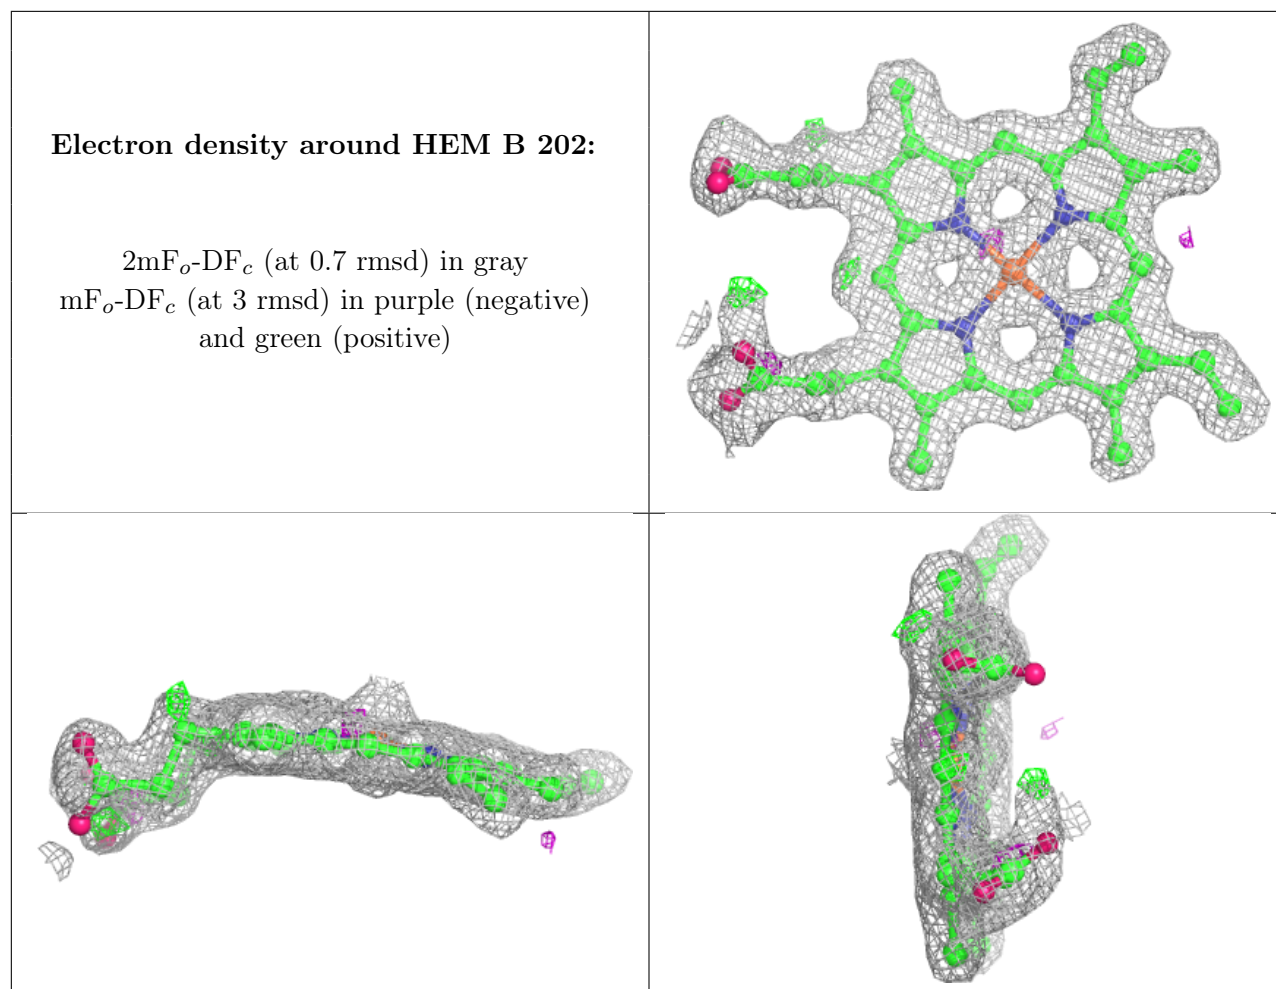 Electron density around HEM B 202:
2mFo-DFc (at 0.7 rmsd) in gray
mFo-DFc (at 3 rmsd) in purple (negative)
and green (positive)